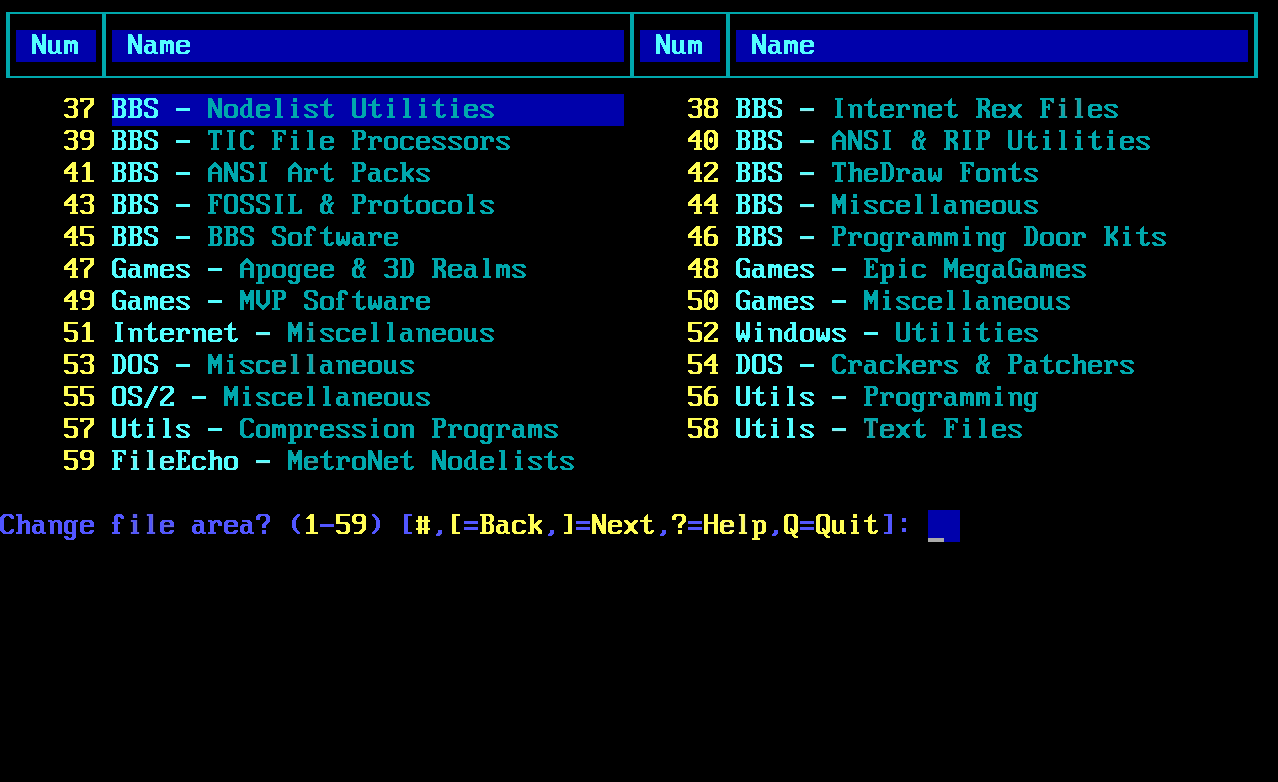 Num Name Num Name
37 BBS - Nodelist Utilities 38 BBS - Internet Rex Files
39 BBS - TIC File Processors 40 BBS - ANSI & RIP Utilities
41 BBS - ANSI Art Packs 42 BBS - TheDraw Fonts
43 BBS - FOSSIL & Protocols 44 BBS - Miscellaneous
45 BBS - BBS Software 46 BBS - Programming Door Kits
47 Games - Apogee & 3D Realms 48 Games - Epic MegaGames
49 Games - MVP Software 50 Games - Miscellaneous
51 Internet - Miscellaneous 52 Windows - Utilities
53 DOS - Miscellaneous 54 DOS - Crackers & Patchers
55 OS/2 - Miscellaneous 56 Utils - Programming
57 Utils - Compression Programs 58 Utils - Text Files
59 FileEcho - MetroNet Nodelists
Change file area? (1-59) [#,[=Back,]=Next,?=Help,Q=Quit]: